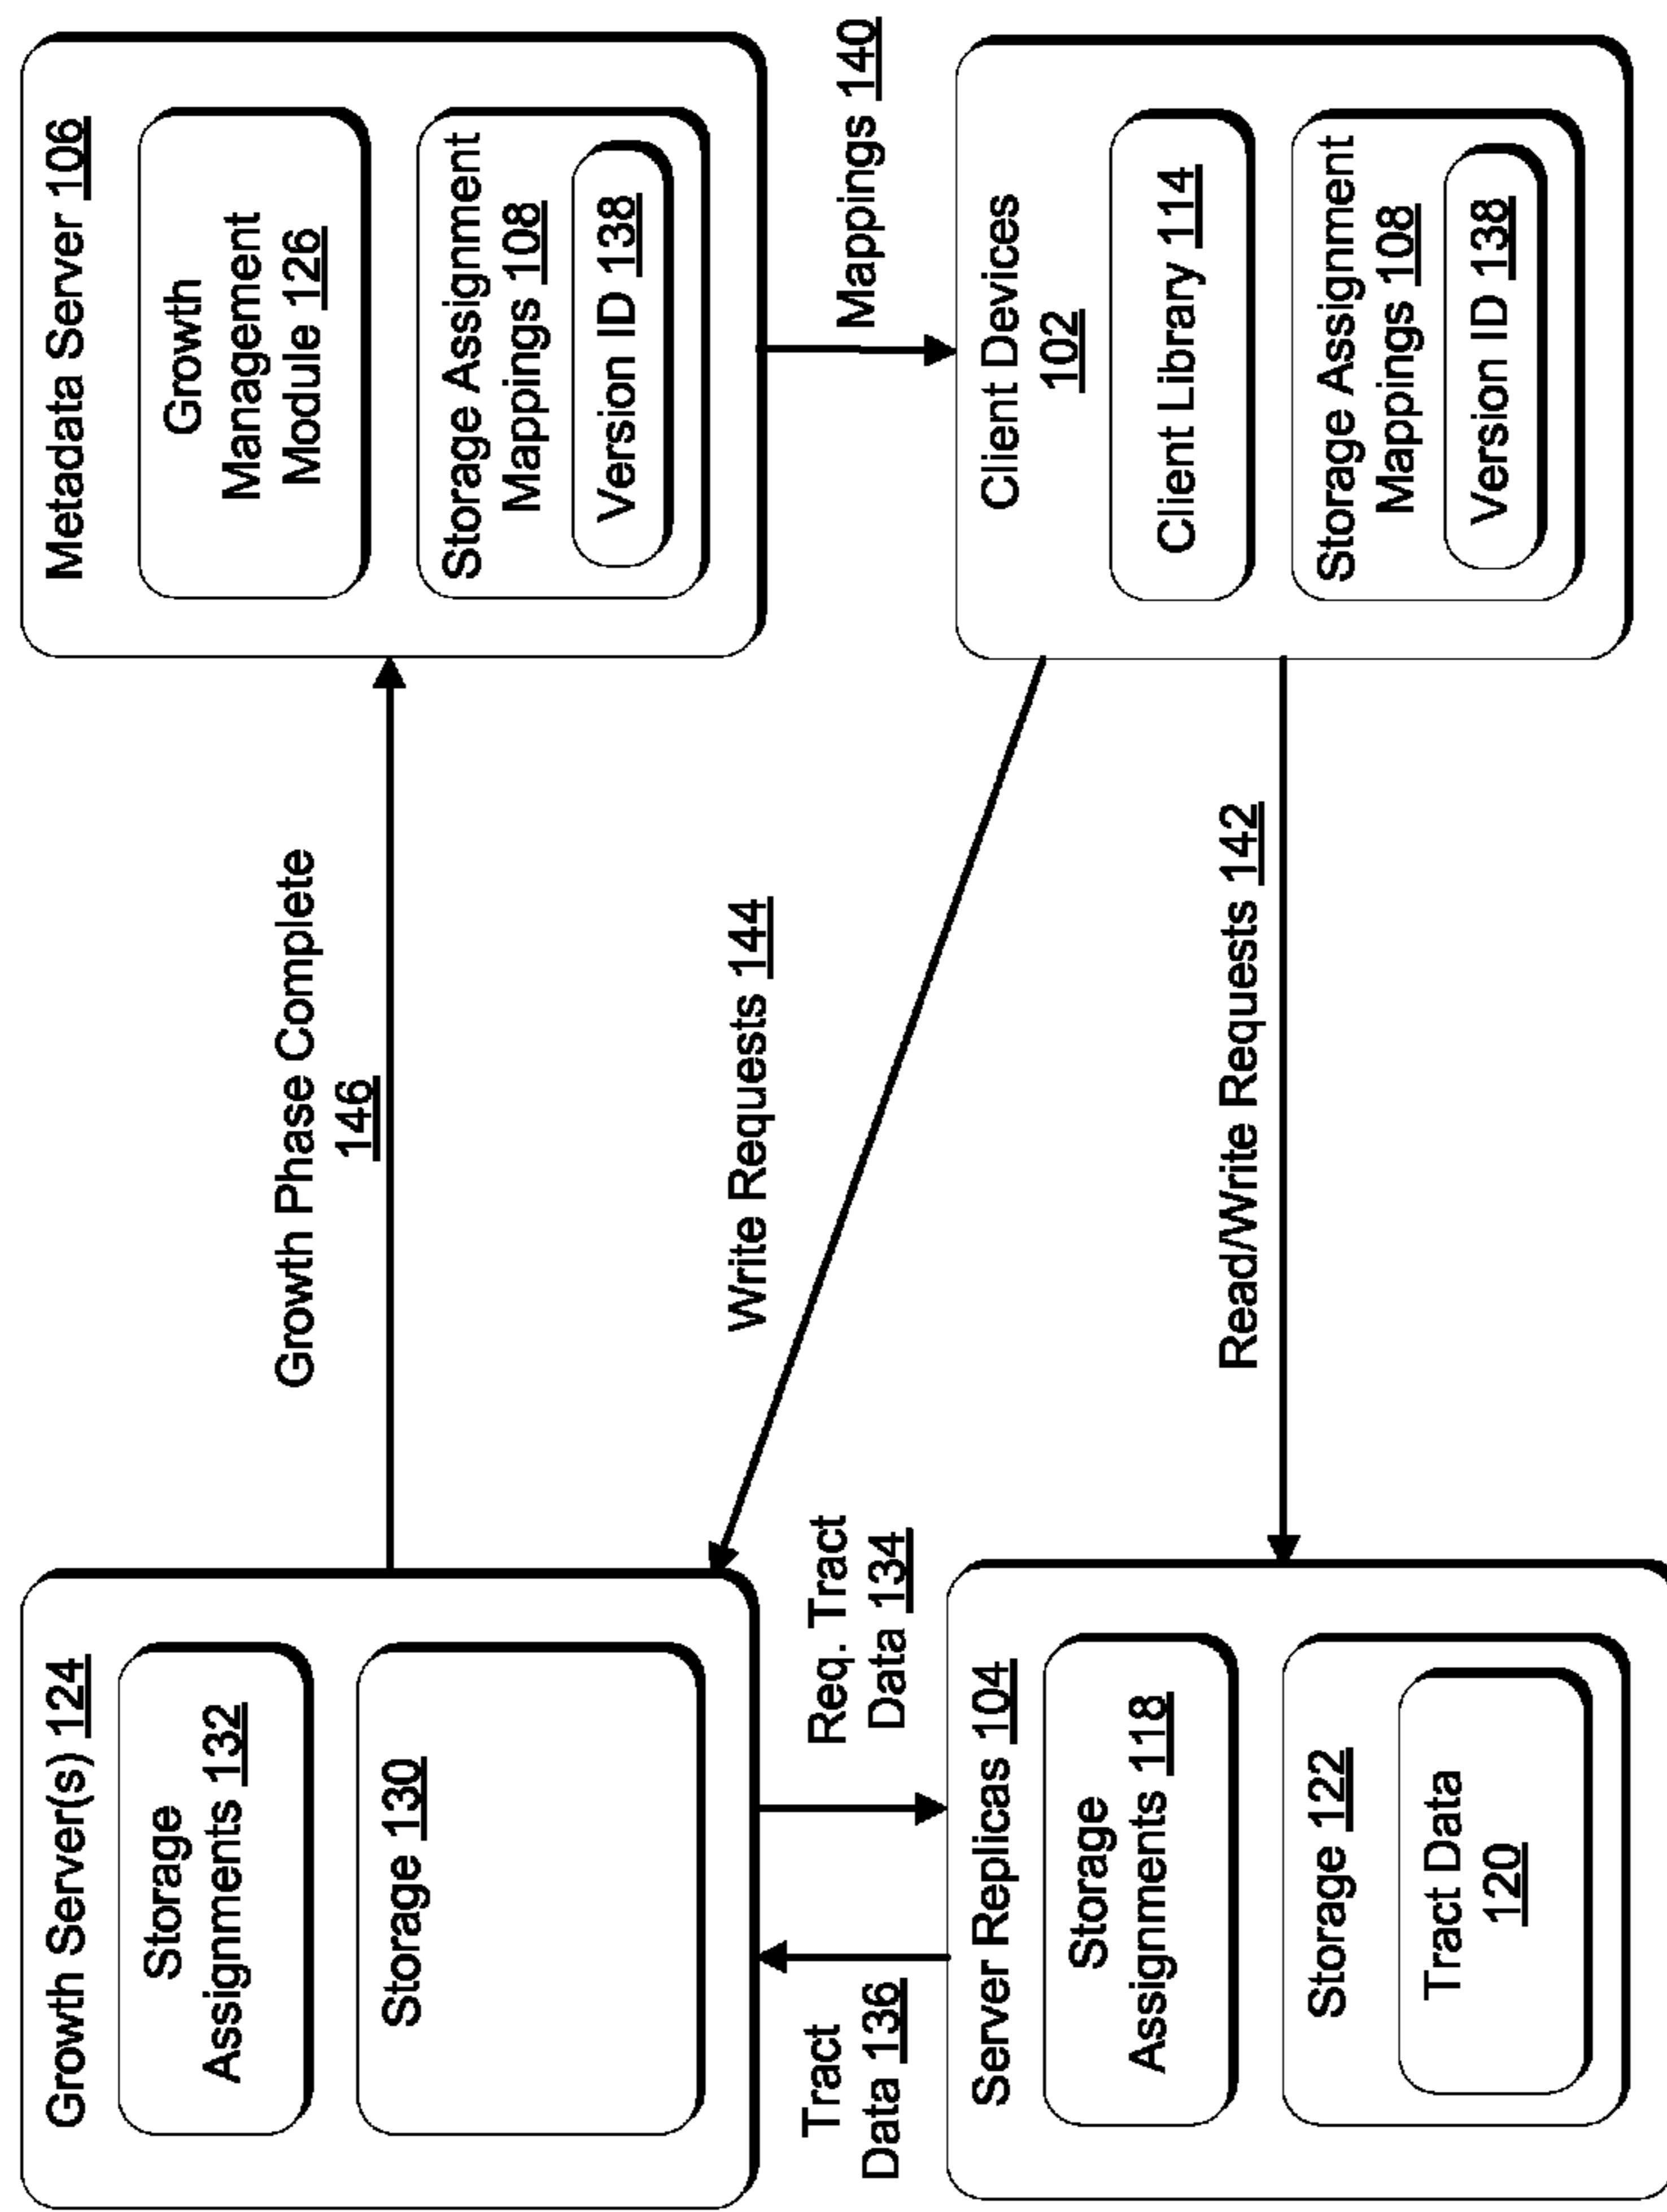 Growth Server(s) 124
Storage
Assignments 132
Storage 130
Growth Phase Complete
146
Metadata Server 106
Growth
Management
Module 126
Storage Assignment
Mappings 108
Version ID 138
Tract
Data 136
Req. Tract
Data 134
Write Requests 144
Mappings 140
Server Replicas 104
Storage
Assignments 118
Storage 122
Tract Data
120
Read/Write Requests 142
Client Devices
102
Client Library 114
Storage Assignment
Mappings 108
Version ID 138